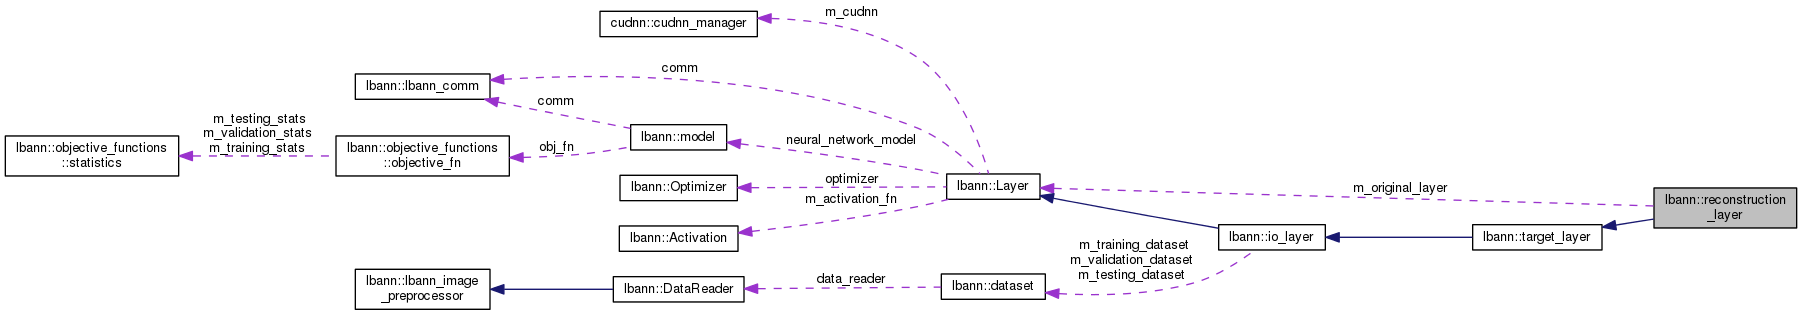 cudnn::cudnn_manager
m_cudnn
lbann::lbann_comm
comm
comm
lbann::model
neural_network_model
m_testing_stats
m_validation_stats
m_training_stats
lbann::objective_functions
::statistics
lbann::objective_functions
::objective_fn
obj_fn
lbann::Optimizer
optimizer
lbann::Layer
m_original_layer
lbann::reconstruction
_layer
m_activation_fn
lbann::Activation
lbann::io_layer
lbann::target_layer
m_training_dataset
m_validation_dataset
m_testing_dataset
lbann::lbann_image
_preprocessor
lbann::DataReader
data_reader
lbann::dataset